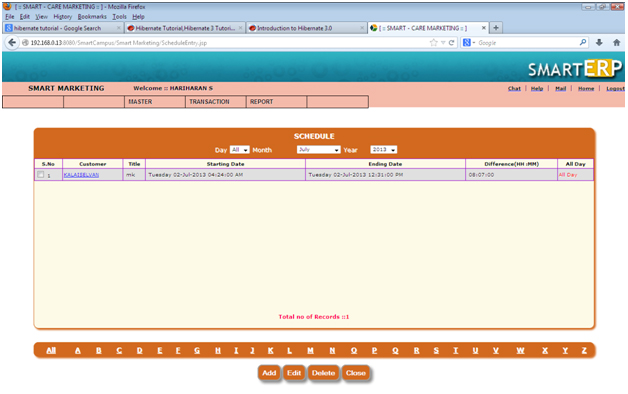 [ :: SMART - CARE MARKETING :: ] - Mozilla Firefox
File Edit View History Bookmarks Tools Help
hibernate tutorial - Google Search × Hibernate Tutorial,Hibernate 3 Tutori... × Introduction to Hibernate 3.0 × [ :: SMART - CARE MARKETING :: ] × +
192.168.0.13:8080/SmartCampus/Smart Marketing/ScheduleEntry.jsp Google
SMART ERP
SMART MARKETING Welcome :: HARIHARAN S Chat | Help | Mail | Home | Logout
MASTER TRANSACTION REPORT
SCHEDULE
Day All Month July Year 2013
S.No Customer Title Starting Date Ending Date Difference(HH :MM) All Day
1 KALAISELVAN mk Tuesday 02-Jul-2013 04:24:00 AM Tuesday 02-Jul-2013 12:31:00 PM 08:07:00 All Day
Total no of Records ::1
All A B C D E F G H I J K L M N O P Q R S T U V W X Y Z
Add Edit Delete Close